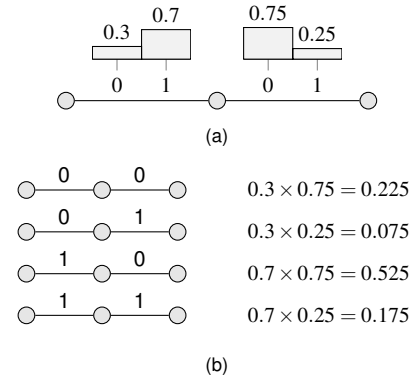 0.3 0.7 0.75 0.25
0 1 0 1
(a)
0 0 0.3 × 0.75 = 0.225
0 1 0.3 × 0.25 = 0.075
1 0 0.7 × 0.75 = 0.525
1 1 0.7 × 0.25 = 0.175
(b)